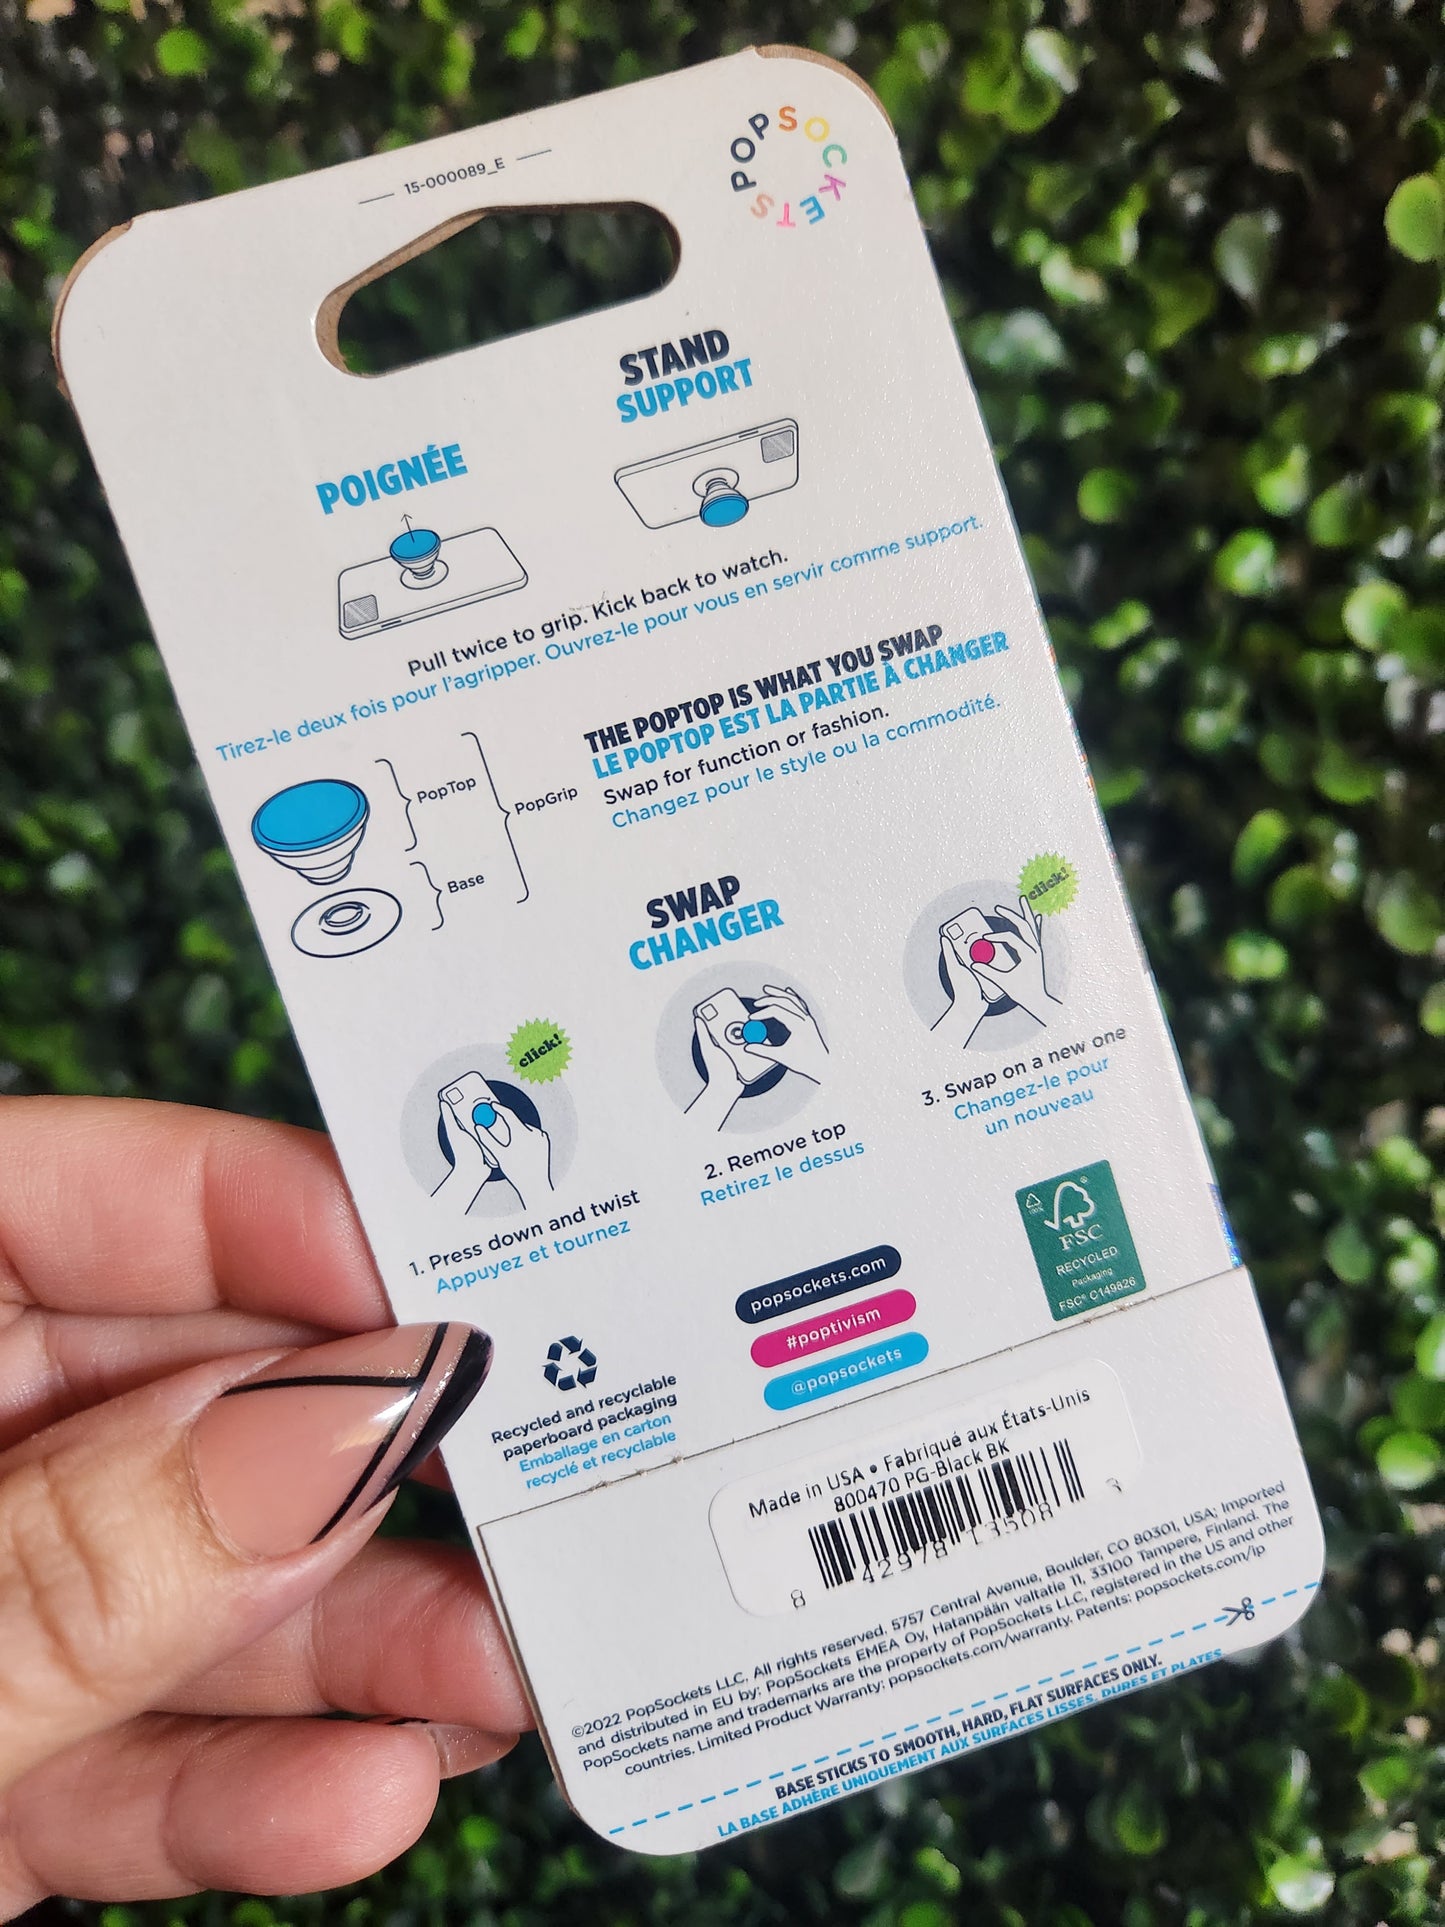 15-000089_E
POPSOCKETS
STAND
SUPPORT
POIGNÉE
Pull twice to grip. Kick back to watch.
Tirez-le deux fois pour l'agripper. Ouvrez-le pour vous en servir comme support.
THE POPTOP IS WHAT YOU SWAP
LE POPTOP EST LA PARTIE À CHANGER
Swap for function or fashion.
Changez pour le style ou la commodité.
PopTop
PopGrip
Base
SWAP
CHANGER
click!
click!
1. Press down and twist
Appuyez et tournez
2. Remove top
Retirez le dessus
3. Swap on a new one
Changez-le pour
un nouveau
100%
FSC
RECYCLED
Packaging
FSC® C149826
popsockets.com
#poptivism
@popsockets
Recycled and recyclable
paperboard packaging
Emballage en carton
recyclé et recyclable
Made in USA • Fabriqué aux États-Unis
800470 PG-Black BK
8 42978 13508
©2022 PopSockets LLC. All rights reserved. 5757 Central Avenue, Boulder, CO 80301, USA; Imported
and distributed in EU by: PopSockets EMEA Oy, Hatanpään valtatie 11, 33100 Tampere, Finland. The
PopSockets name and trademarks are the property of PopSockets LLC, registered in the US and other
countries. Limited Product Warranty: popsockets.com/warranty. Patents: popsockets.com/ip
BASE STICKS TO SMOOTH, HARD, FLAT SURFACES ONLY.
LA BASE ADHÈRE UNIQUEMENT AUX SURFACES LISSES, DURES ET PLATES